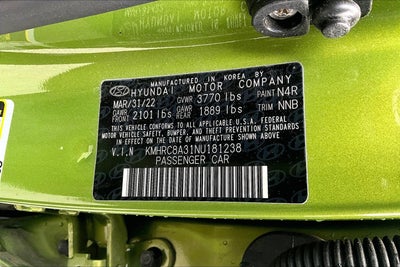 MANUFACTURED IN KOREA BY
HYUNDAI MOTOR COMPANY
MAR/31/22 GVWR 3770 lbs PAINT N4R
GAWR FRONT 2101 lbs GAWR REAR 1889 lbs TRIM NNB
THIS VEHICLE CONFORMS TO ALL APPLICABLE U.S.A. FEDERAL
MOTOR VEHICLE SAFETY, BUMPER, AND THEFT PREVENTION STANDARDS
IN EFFECT ON THE DATE OF MANUFACTURE SHOWN ABOVE.
V.I.N KMHRC8A31NU181238
PASSENGER CAR